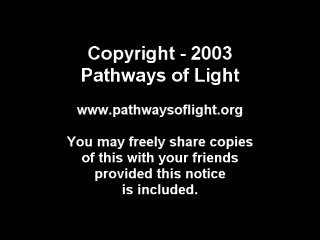 Copyright - 2003
Pathways of Light
www.pathwaysoflight.org
You may freely share copies
of this with your friends
provided this notice
is included.